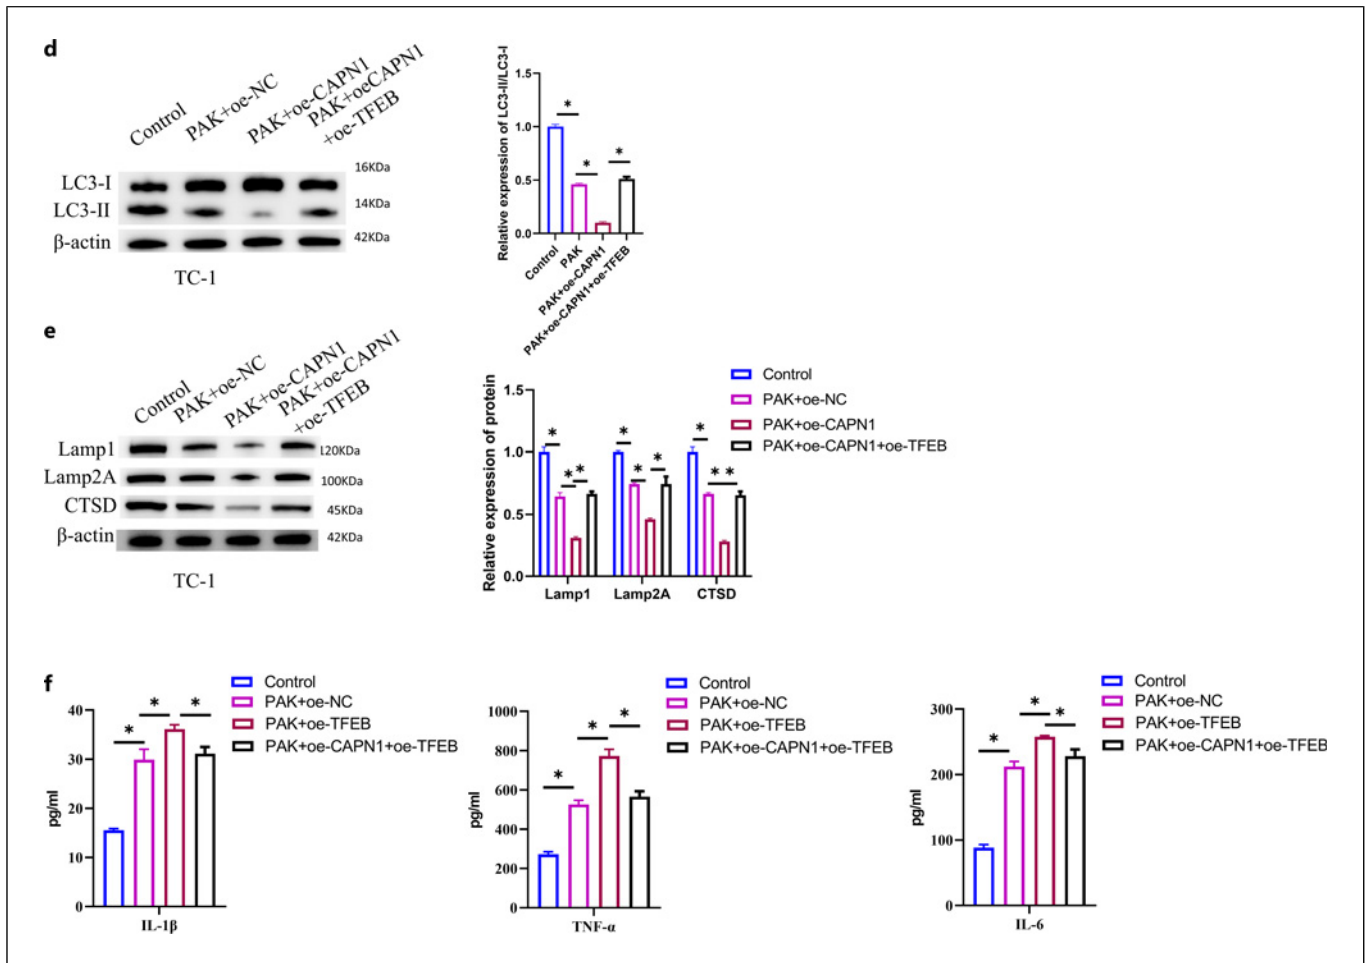 d
Control
PAK+oe-NC
PAK+oe-CAPN1
PAK+oeCAPN1
+oe-TFEB
LC3-I
LC3-II
β-actin
16KDa
14KDa
42KDa
TC-1
Relative expression of LC3-II/LC3-I
1.5
1.0
0.5
0.0
*
*
*
Control
PAK
PAK+oe-CAPN1
PAK+oe-CAPN1+oe-TFEB
e
Control
PAK+oe-NC
PAK+oe-CAPN1
PAK+oe-CAPN1
+oe-TFEB
Lamp1
Lamp2A
CTSD
β-actin
120KDa
100KDa
45KDa
42KDa
TC-1
Relative expression of protein
1.5
1.0
0.5
0.0
* * *
* * *
* * *
Lamp1 Lamp2A CTSD
Control
PAK+oe-NC
PAK+oe-CAPN1
PAK+oe-CAPN1+oe-TFEB
f
pg/ml
40
30
20
10
0
* * *
IL-1β
Control
PAK+oe-NC
PAK+oe-TFEB
PAK+oe-CAPN1+oe-TFEB
pg/ml
1000
800
600
400
200
0
* * *
TNF-α
Control
PAK+oe-NC
PAK+oe-TFEB
PAK+oe-CAPN1+oe-TFEB
pg/ml
300
200
100
0
* * *
IL-6
Control
PAK+oe-NC
PAK+oe-TFEB
PAK+oe-CAPN1+oe-TFEB